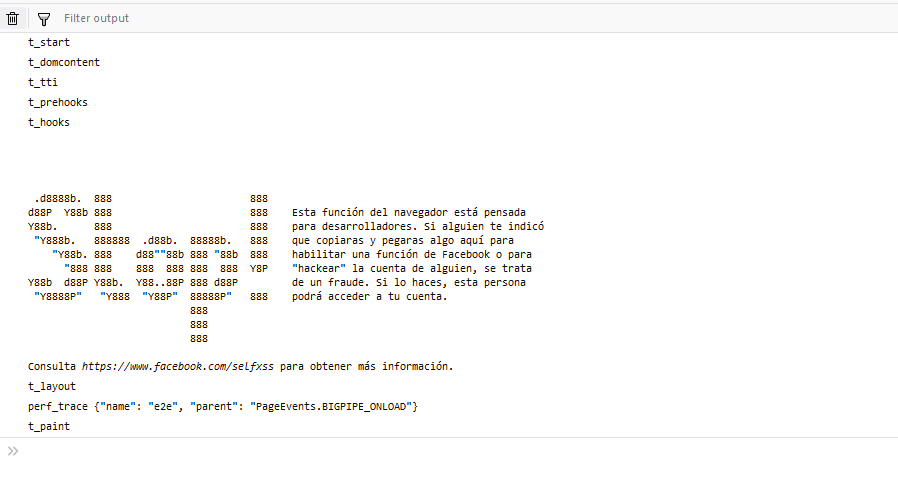 Filter output
t_start
t_domcontent
t_tti
t_prehooks
t_hooks
 .d8888b.  888                       888
d88P  Y88b 888                       888    Esta función del navegador está pensada
Y88b.      888                       888    para desarrolladores. Si alguien te indicó
 "Y888b.   888888  .d88b.  88888b.   888    que copiaras y pegaras algo aquí para
    "Y88b. 888    d88""88b 888 "88b  888    habilitar una función de Facebook o para
      "888 888    888  888 888  888  Y8P    "hackear" la cuenta de alguien, se trata
Y88b  d88P Y88b.  Y88..88P 888 d88P         de un fraude. Si lo haces, esta persona
 "Y8888P"   "Y888  "Y88P"  88888P"   888    podrá acceder a tu cuenta.
                           888
                           888
                           888
Consulta https://www.facebook.com/selfxss para obtener más información.
t_layout
perf_trace {"name": "e2e", "parent": "PageEvents.BIGPIPE_ONLOAD"}
t_paint